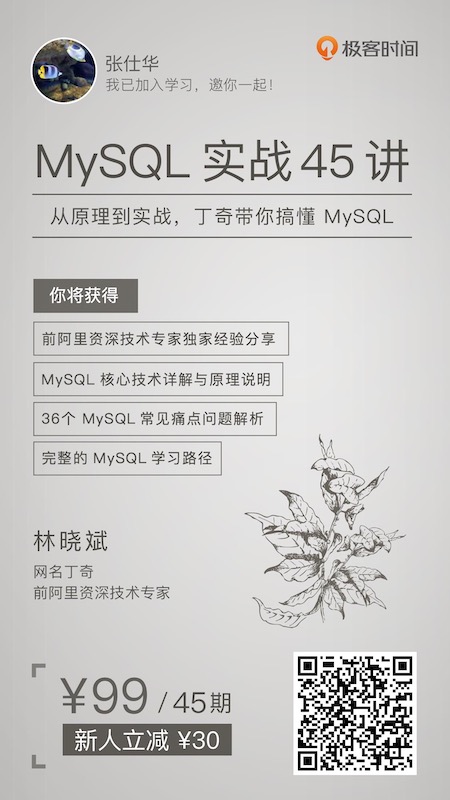 张仕华
极客时间
我已加入学习，邀你一起！
MySQL 实战 45 讲
从原理到实战，丁奇带你搞懂 MySQL
你将获得
前阿里资深技术专家独家经验分享
MySQL 核心技术详解与原理说明
36个 MySQL 常见痛点问题解析
完整的 MySQL 学习路径
林晓斌
网名丁奇
前阿里资深技术专家
¥99 / 45期
新人立减 ¥30